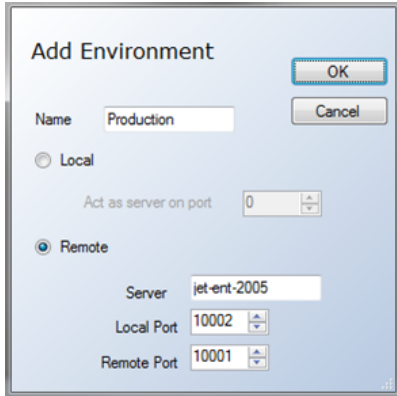 Add Environment
OK
Name Production
Cancel
Local
Act as server on port 0
Remote
Server jet-ent-2005
Local Port 10002
Remote Port 10001